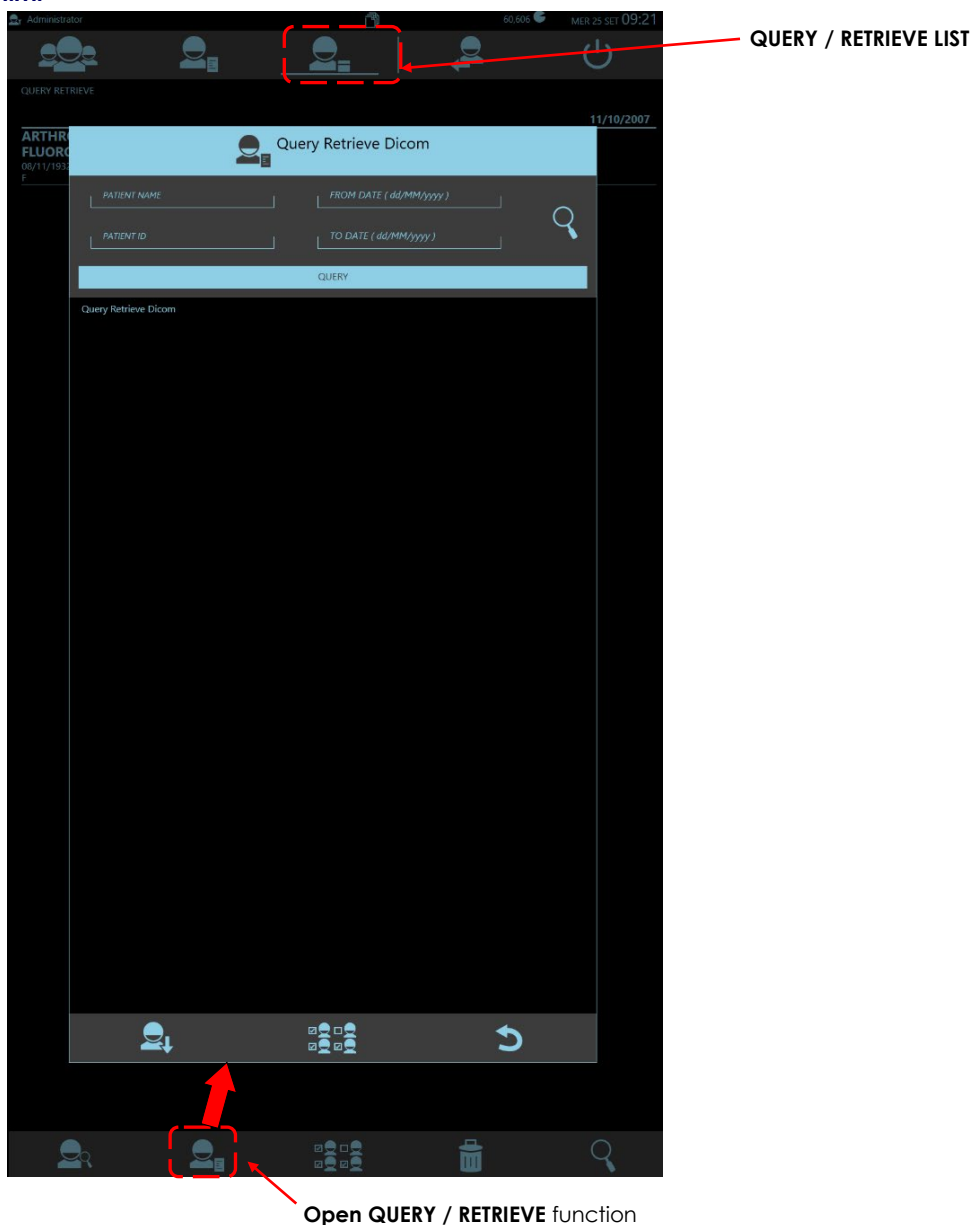 Administrator 60,606 MER 25 SET 09:21
QUERY / RETRIEVE LIST
QUERY RETRIEVE
11/10/2007
ARTHR
FLUORO
08/11/1932
F
Query Retrieve Dicom
PATIENT NAME FROM DATE ( dd/MM/yyyy )
PATIENT ID TO DATE ( dd/MM/yyyy )
QUERY
Query Retrieve Dicom
Open QUERY / RETRIEVE function